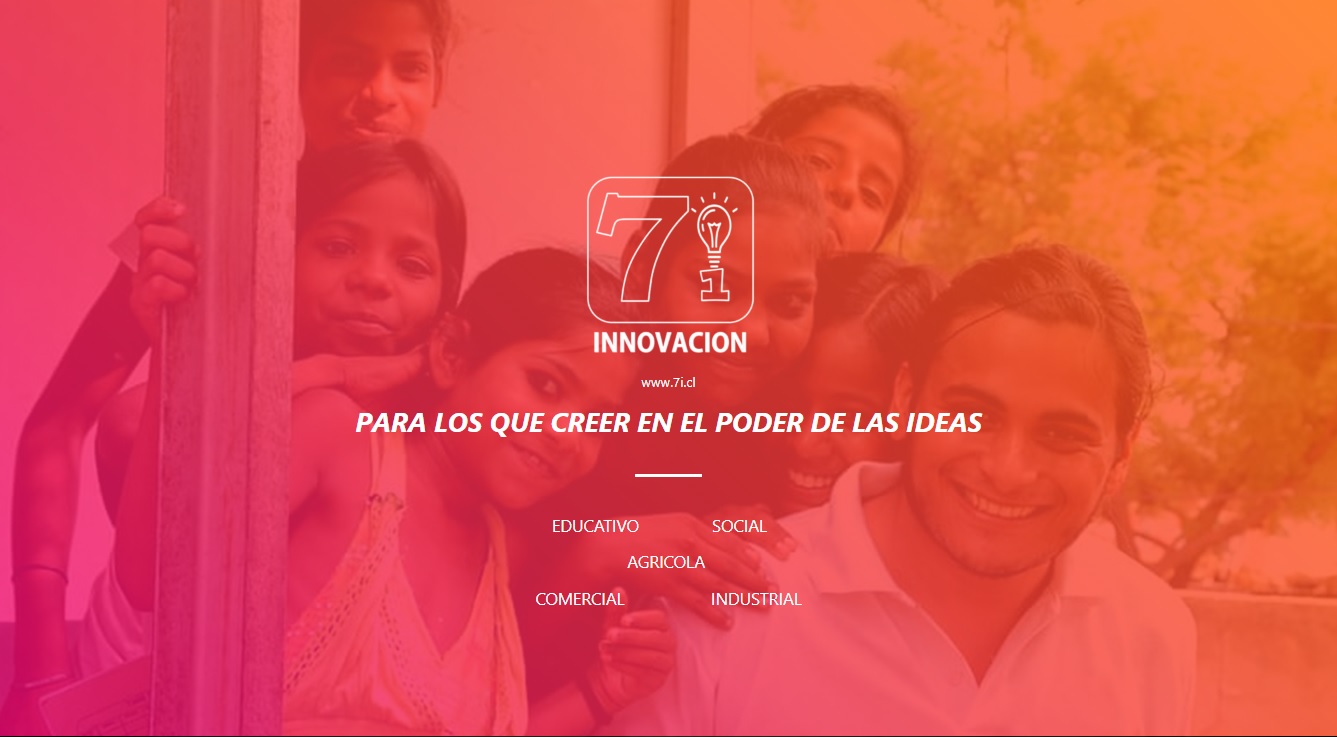 7i
INNOVACION
www.7i.cl
PARA LOS QUE CREER EN EL PODER DE LAS IDEAS
EDUCATIVO SOCIAL
AGRICOLA
COMERCIAL INDUSTRIAL